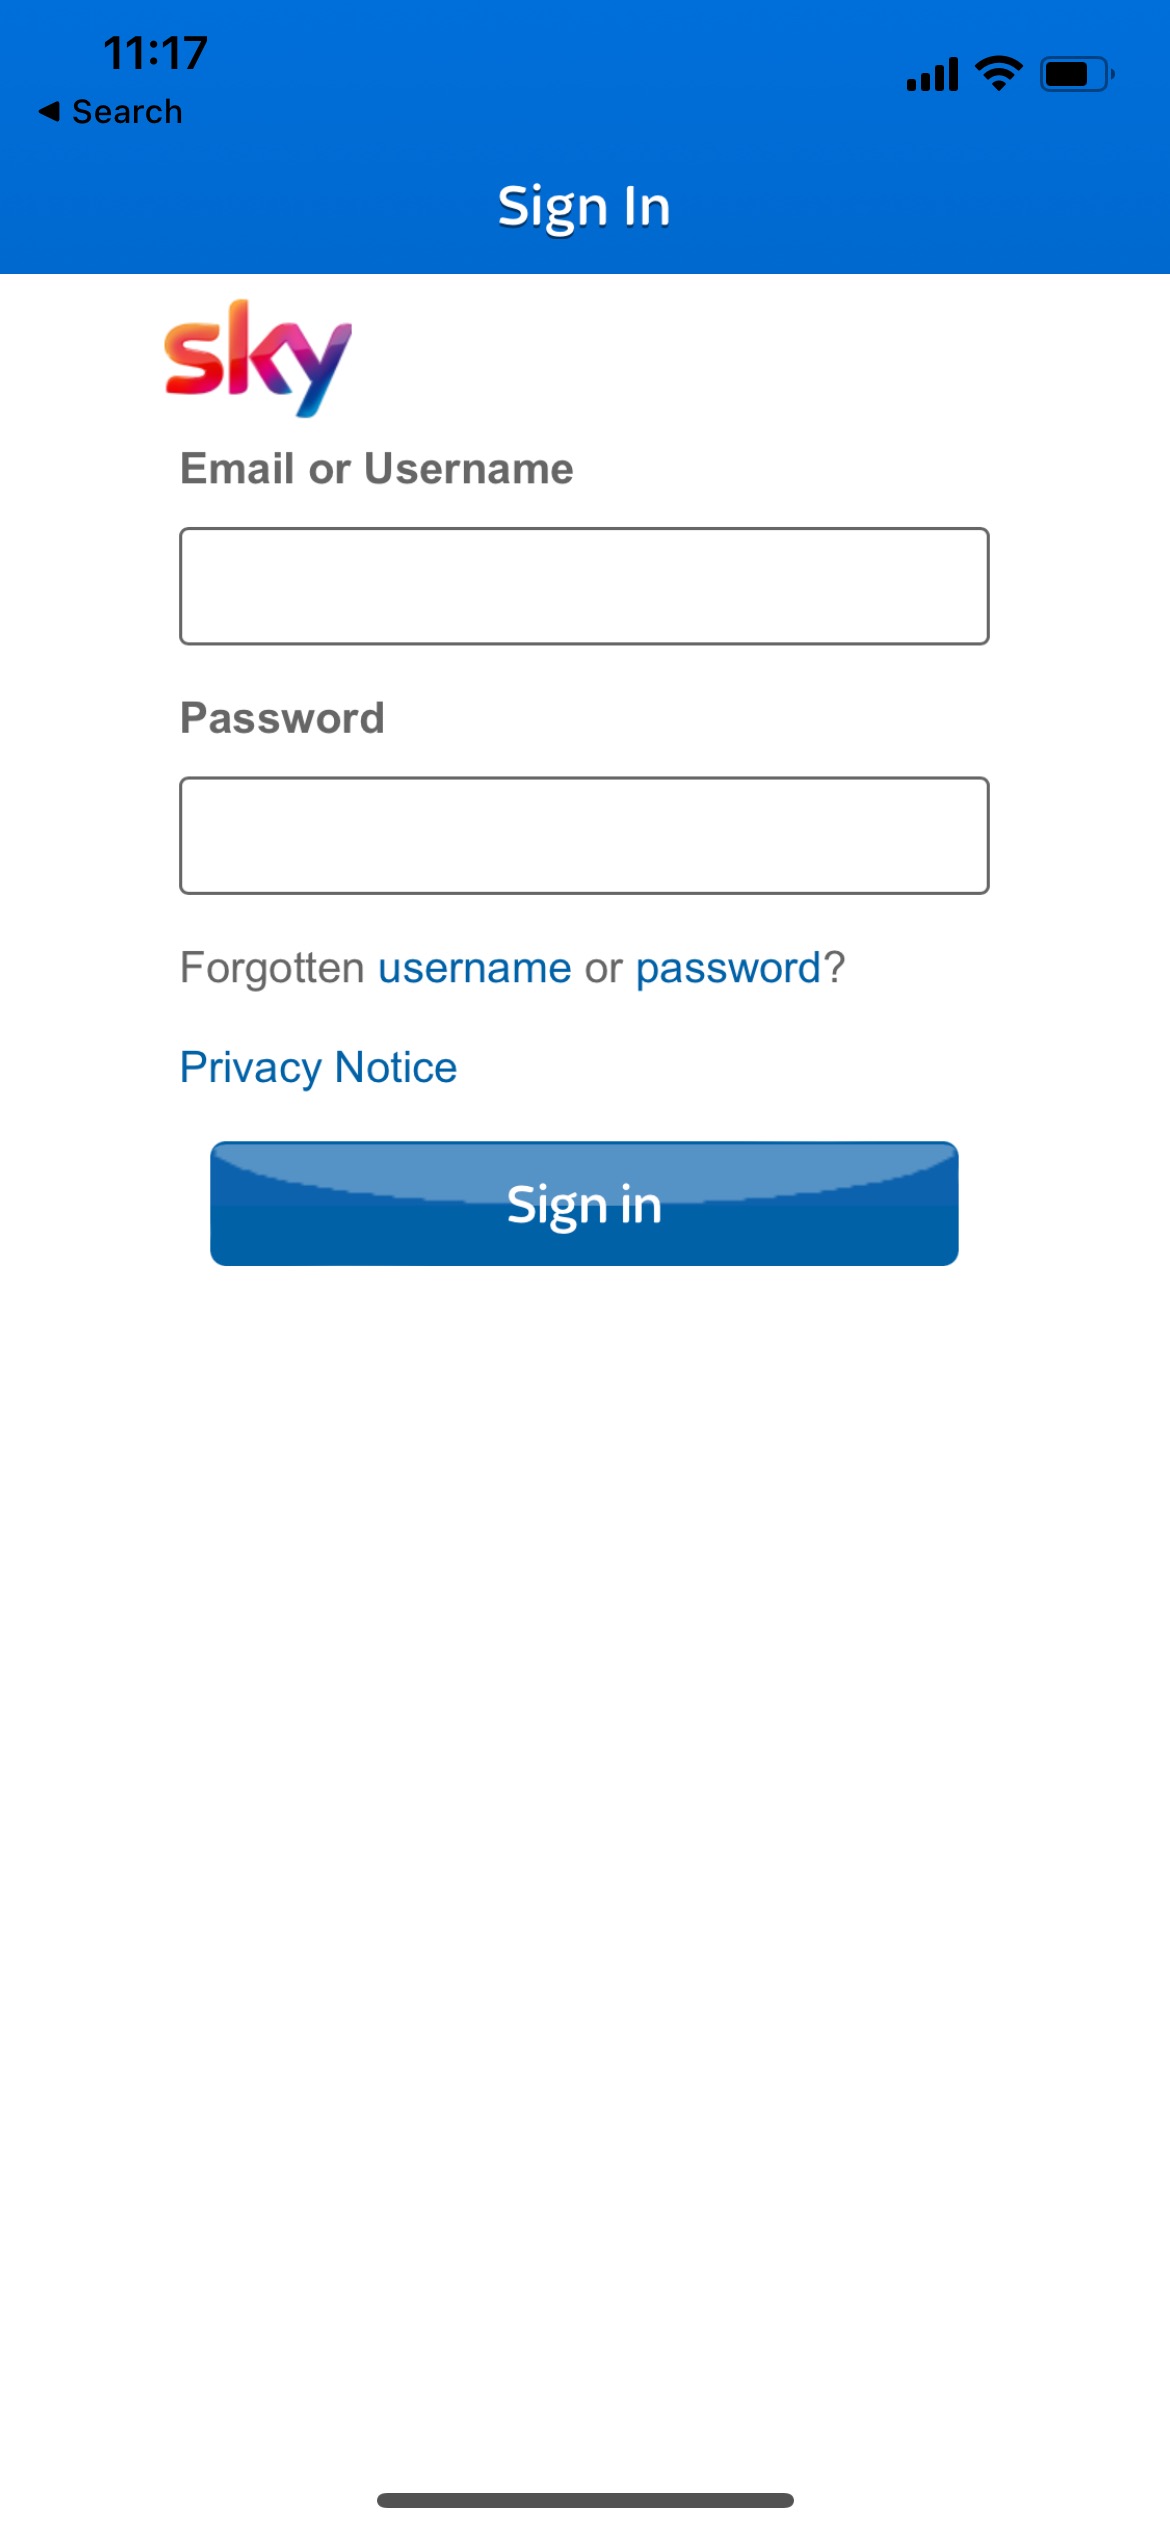 11:17
Search
Sign In
sky
Email or Username
Password
Forgotten username or password?
Privacy Notice
Sign in